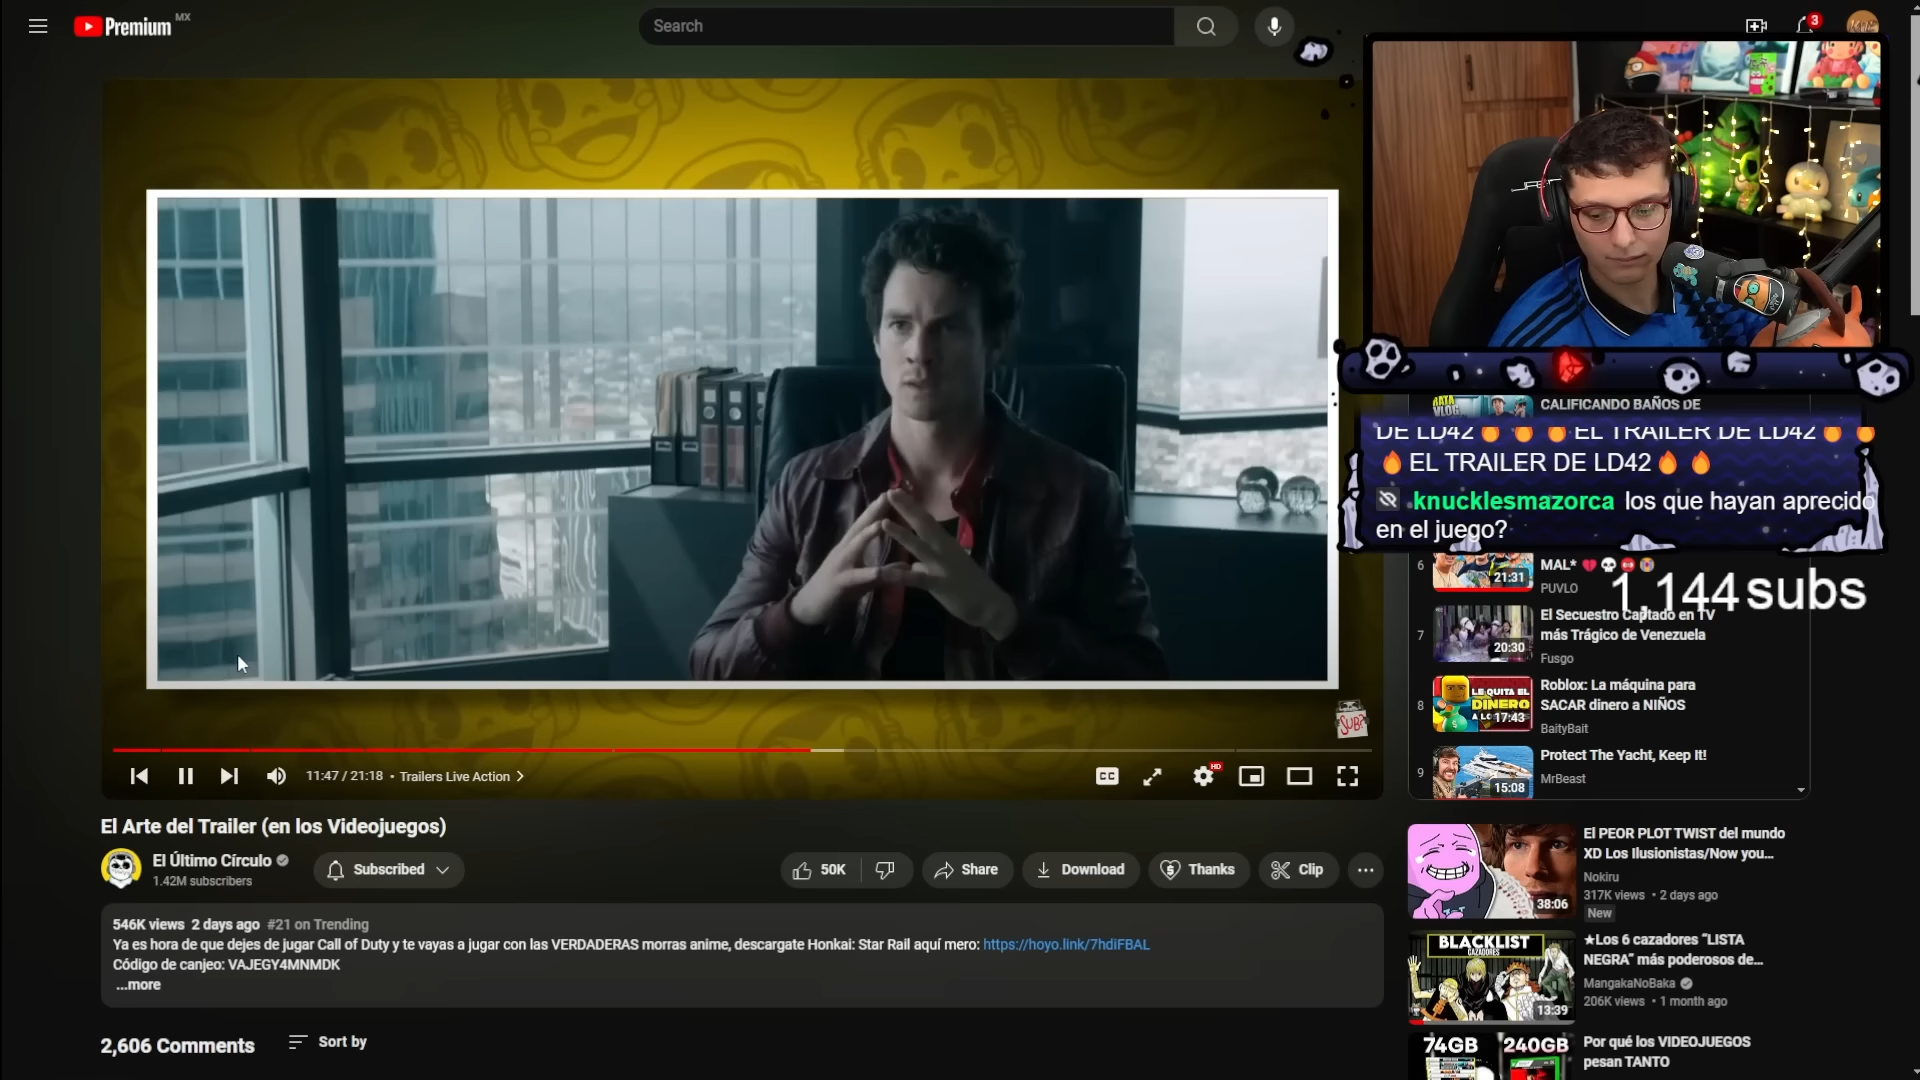 Premium MX
Search
3
SUB?
11:47 / 21:18 • Trailers Live Action
CC
HD
El Arte del Trailer (en los Videojuegos)
El Último Círculo
1.42M subscribers
Subscribed
50K
Share
Download
Thanks
Clip
546K views 2 days ago #21 on Trending
Ya es hora de que dejes de jugar Call of Duty y te vayas a jugar con las VERDADERAS morras anime, descargate Honkai: Star Rail aquí mero: https://hoyo.link/7hdiFBAL
Código de canjeo: VAJEGY4MNMDK
...more
2,606 Comments
Sort by
VLOG
CALIFICANDO BAÑOS DE
DE LD42🔥 🔥 🔥EL TRAILER DE LD42🔥 🔥
🔥EL TRAILER DE LD42🔥 🔥
knucklesmazorca los que hayan aprecido
en el juego?
6
21:31
MAL* 💔💀
PUVLO
1,144 subs
7
20:30
El Secuestro Captado en TV
más Trágico de Venezuela
Fusgo
8
LE QUITA EL
DINERO
17:43
Roblox: La máquina para
SACAR dinero a NIÑOS
BaityBait
9
15:08
Protect The Yacht, Keep It!
MrBeast
38:06
El PEOR PLOT TWIST del mundo
XD Los Ilusionistas/Now you...
Nokiru
317K views • 2 days ago
New
BLACKLIST
CAZADORES
13:39
★Los 6 cazadores “LISTA
NEGRA” más poderosos de...
MangakaNoBaka
206K views • 1 month ago
74GB
240GB
Por qué los VIDEOJUEGOS
pesan TANTO